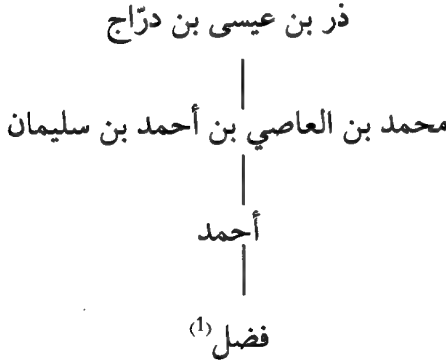 ذر بن عيسى بن درّاج
محمد بن العاصي بن أحمد بن سليمان
أحمد
فضل(1)